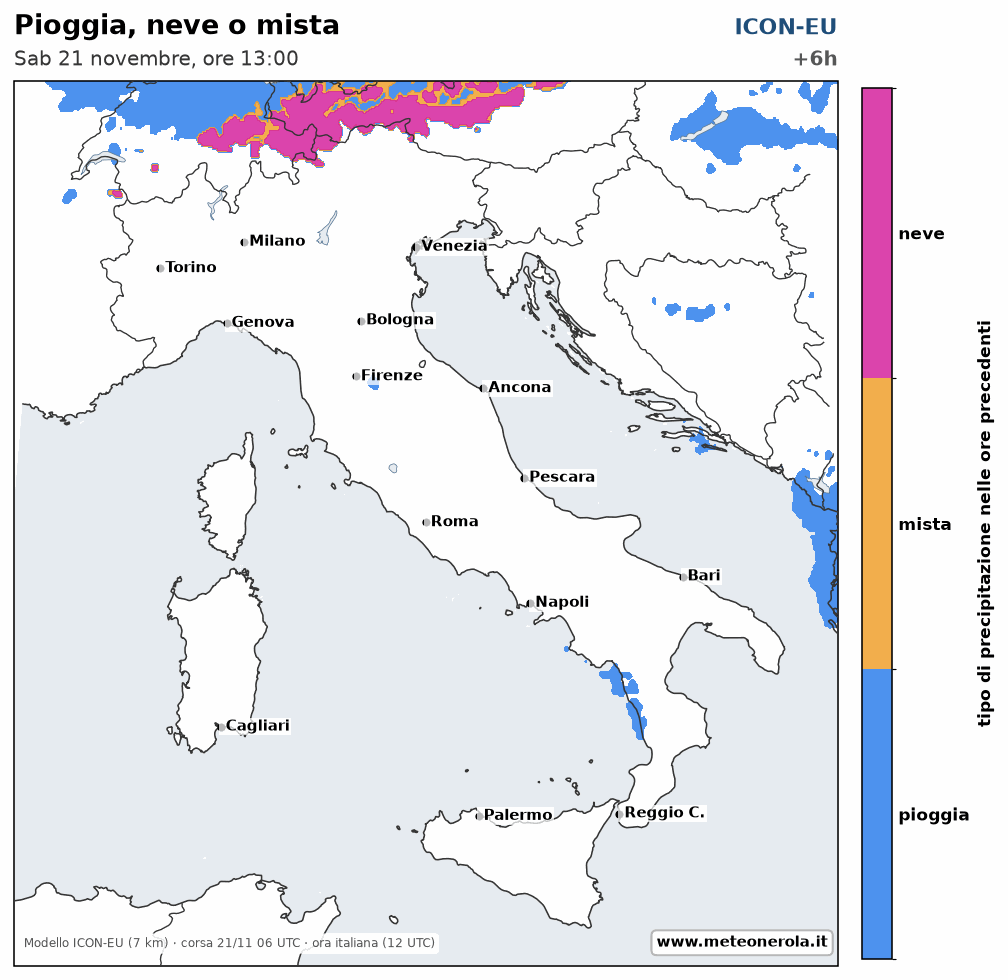 Pioggia, neve o mista
ICON-EU
Sab 21 novembre, ore 13:00
+6h
neve
Milano
Venezia
Torino
Genova
Bologna
Firenze
Ancona
mista
Pescara
Roma
Bari
Napoli
Cagliari
Palermo
Reggio C.
pioggia
tipo di precipitazione nelle ore precedenti
Modello ICON-EU (7 km) · corsa 21/11 06 UTC · ora italiana (12 UTC)
www.meteonerola.it